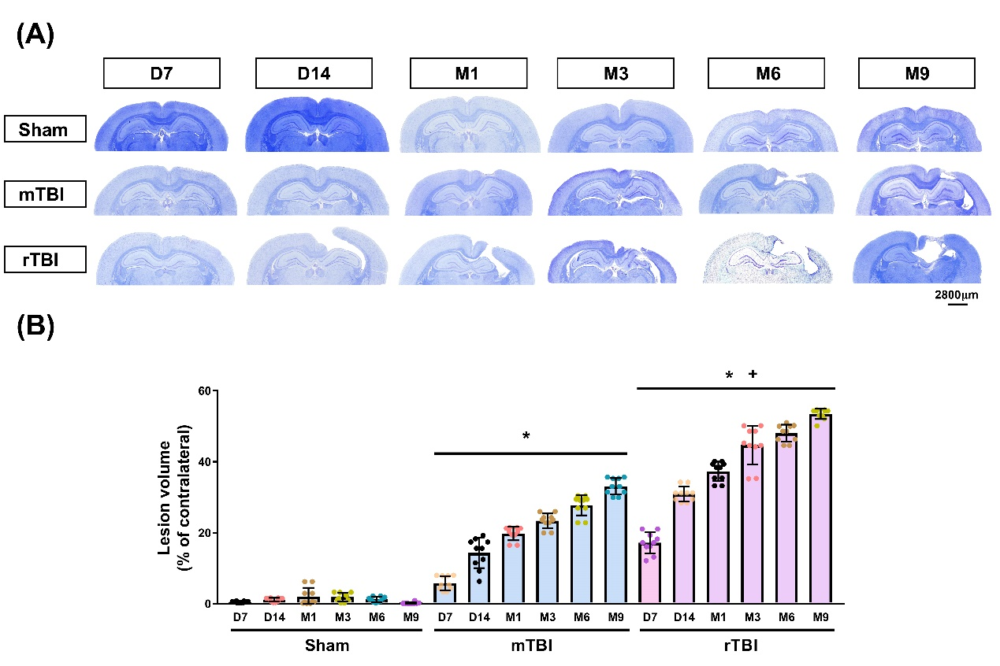 (A)
D7 D14 M1 M3 M6 M9
Sham
mTBI
rTBI
2800μm
(B)
* +
*
Lesion volume
(% of contralateral)
60
40
20
0
D7 D14 M1 M3 M6 M9 D7 D14 M1 M3 M6 M9 D7 D14 M1 M3 M6 M9
Sham mTBI rTBI